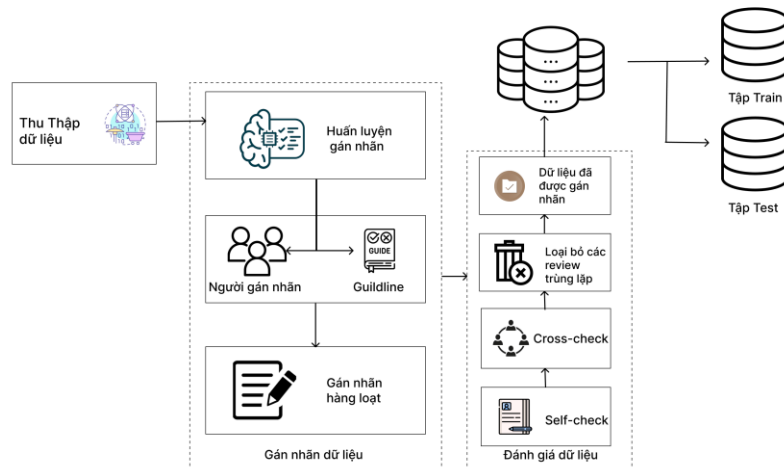 Thu Thập
dữ liệu
Huấn luyện
gán nhãn
Người gán nhãn
GUIDE
Guildline
Gán nhãn
hàng loạt
Gán nhãn dữ liệu
...
...
...
...
Dữ liệu đã
được gán
nhãn
Loại bỏ các
review
trùng lặp
Cross-check
Self-check
Đánh giá dữ liệu
Tập Train
Tập Test